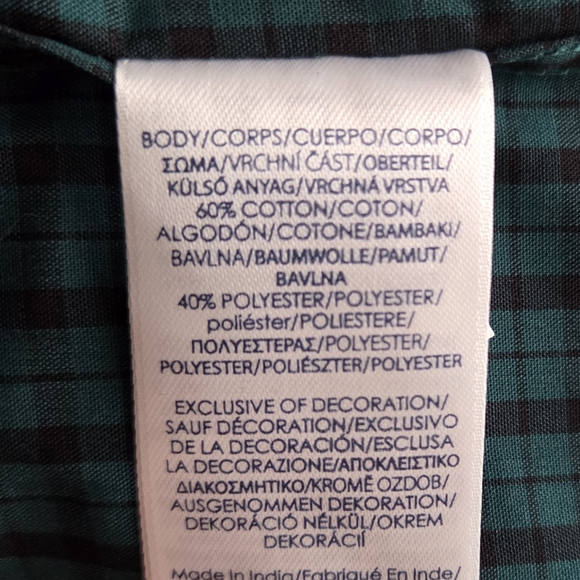 BODY/CORPS/CUERPO/CORPO/
ΣΩΜΑ/VRCHNÍ ČÁST/OBERTEIL/
KÜLSŐ ANYAG/VRCHNÁ VRSTVA
60% COTTON/COTON/
ALGODÓN/COTONE/BAMBAKI/
BAVLNA/BAUMWOLLE/PAMUT/
BAVLNA
40% POLYESTER/POLYESTER/
poliéster/POLIESTERE/
ΠΟΛΥΕΣΤΕΡΑΣ/POLYESTER/
POLYESTER/POLIÉSZTER/POLYESTER
EXCLUSIVE OF DECORATION/
SAUF DÉCORATION/EXCLUSIVO
DE LA DECORACIÓN/ESCLUSA
LA DECORAZIONE/ΑΠΟΚΛΕΙΣΤΙΚΟ
ΔΙΑΚΟΣΜΗΤΙΚΟ/KROMĚ OZDOB/
AUSGENOMMEN DEKORATION/
DEKORÁCIÓ NÉLKÜL/OKREM
DEKORÁCIÍ
Made in India/Fabriqué En Inde/